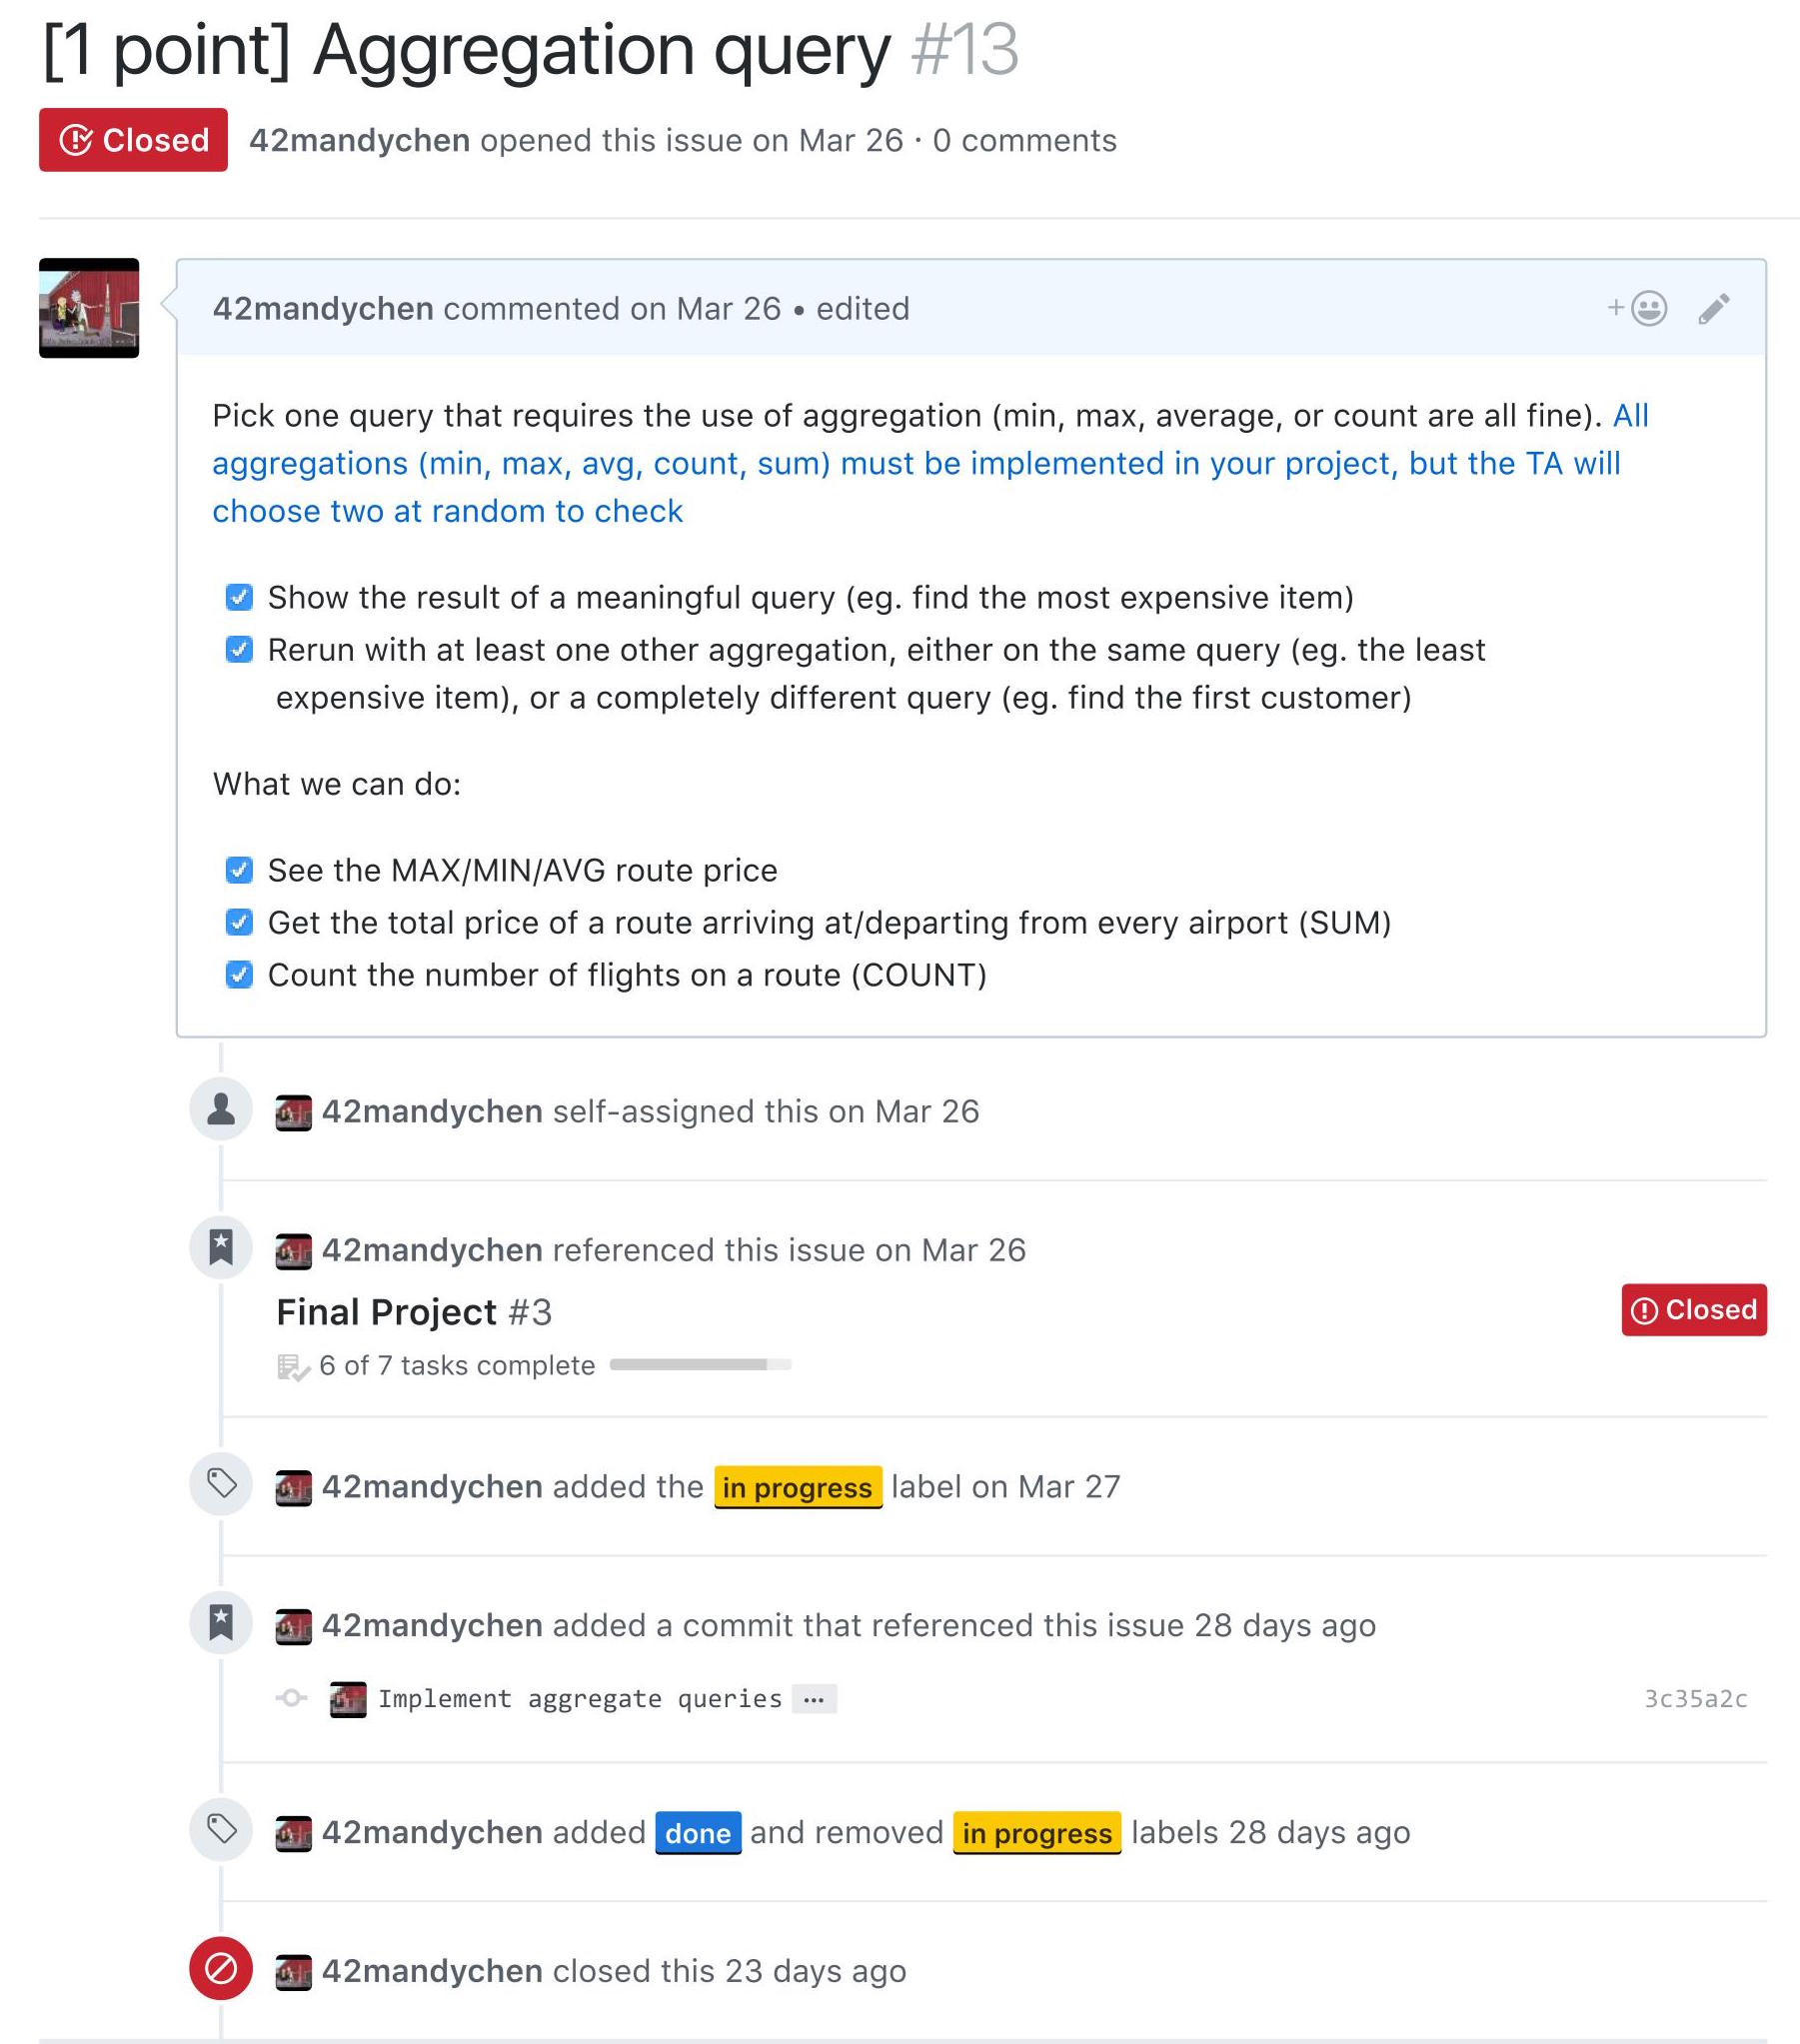 [1 point] Aggregation query #13
Closed 42mandychen opened this issue on Mar 26 · 0 comments
42mandychen commented on Mar 26 • edited
Pick one query that requires the use of aggregation (min, max, average, or count are all fine). All
aggregations (min, max, avg, count, sum) must be implemented in your project, but the TA will
choose two at random to check
Show the result of a meaningful query (eg. find the most expensive item)
Rerun with at least one other aggregation, either on the same query (eg. the least
expensive item), or a completely different query (eg. find the first customer)
What we can do:
See the MAX/MIN/AVG route price
Get the total price of a route arriving at/departing from every airport (SUM)
Count the number of flights on a route (COUNT)
42mandychen self-assigned this on Mar 26
42mandychen referenced this issue on Mar 26
Final Project #3 Closed
6 of 7 tasks complete
42mandychen added the in progress label on Mar 27
42mandychen added a commit that referenced this issue 28 days ago
Implement aggregate queries ... 3c35a2c
42mandychen added done and removed in progress labels 28 days ago
42mandychen closed this 23 days ago